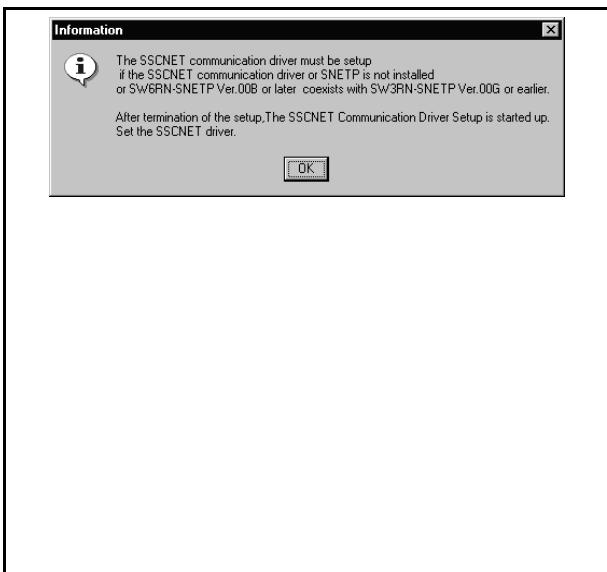 Information
The SSCNET communication driver must be setup
if the SSCNET communication driver or SNETP is not installed
or SW6RN-SNETP Ver.00B or later coexists with SW3RN-SNETP Ver.00G or earlier.
After termination of the setup,The SSCNET Communication Driver Setup is started up.
Set the SSCNET driver.
OK